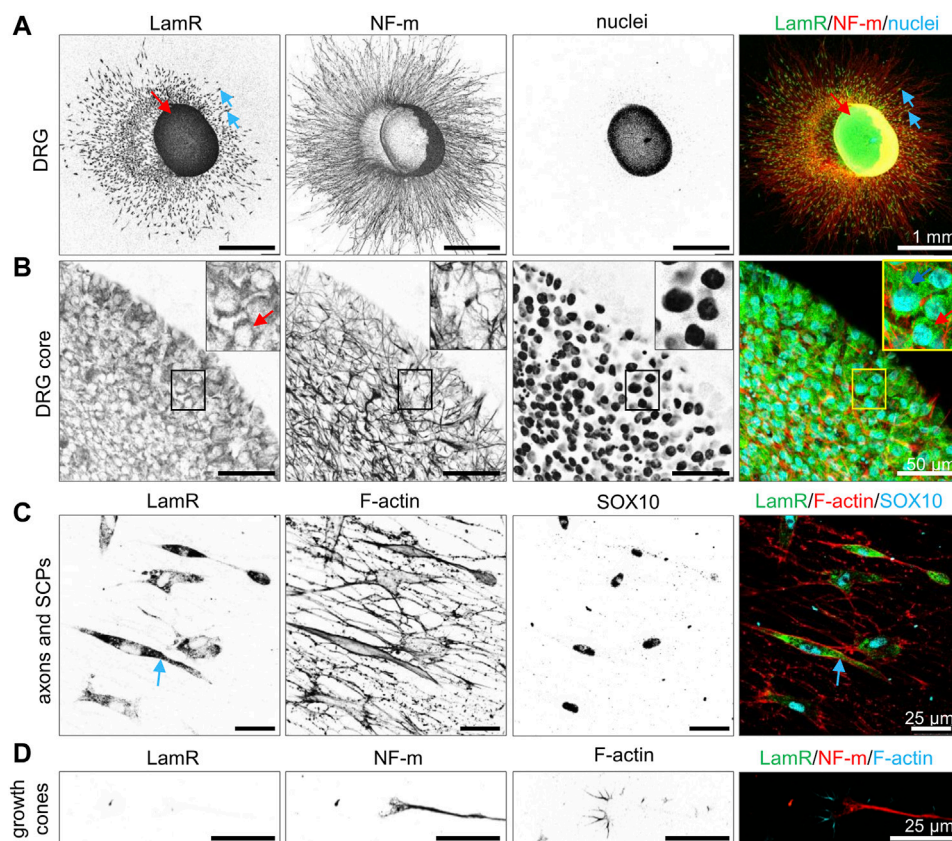 A
LamR
NF-m
nuclei
LamR/NF-m/nuclei
DRG
1 mm
B
DRG core
50 µm
LamR
F-actin
SOX10
LamR/F-actin/SOX10
C
axons and SCPs
25 µm
D
LamR
NF-m
F-actin
LamR/NF-m/F-actin
growth
cones
25 µm